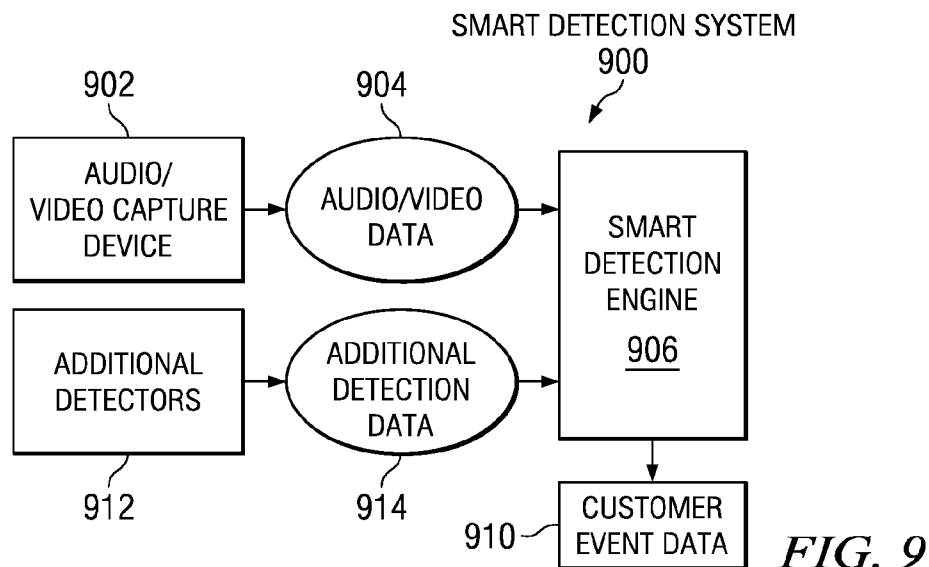 SMART DETECTION SYSTEM
900
902
904
AUDIO/
VIDEO CAPTURE
DEVICE
AUDIO/VIDEO
DATA
SMART
DETECTION
ENGINE
906
ADDITIONAL
DETECTORS
ADDITIONAL
DETECTION
DATA
912
914
910
CUSTOMER
EVENT DATA
FIG. 9